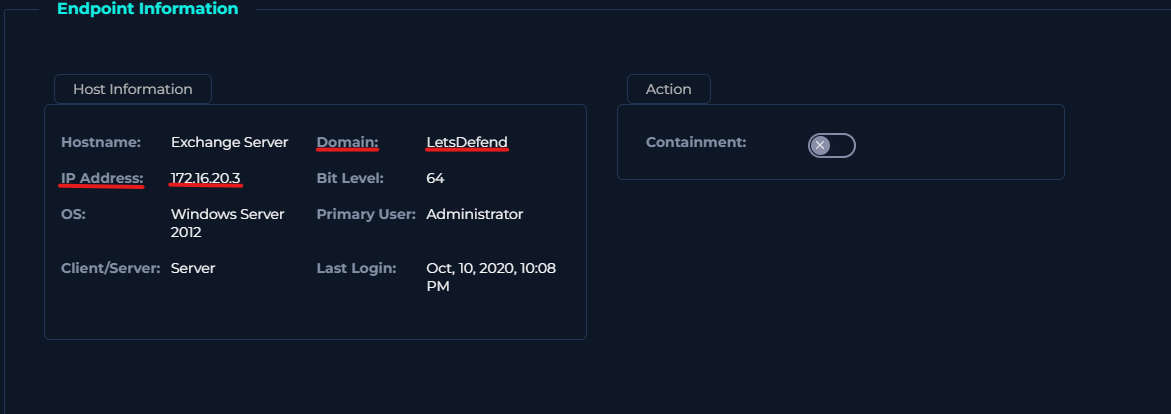 Endpoint Information
Host Information
Hostname: Exchange Server Domain: LetsDefend
IP Address: 172.16.20.3 Bit Level: 64
OS: Windows Server Primary User: Administrator
2012
Client/Server: Server Last Login: Oct, 10, 2020, 10:08
PM
Action
Containment: